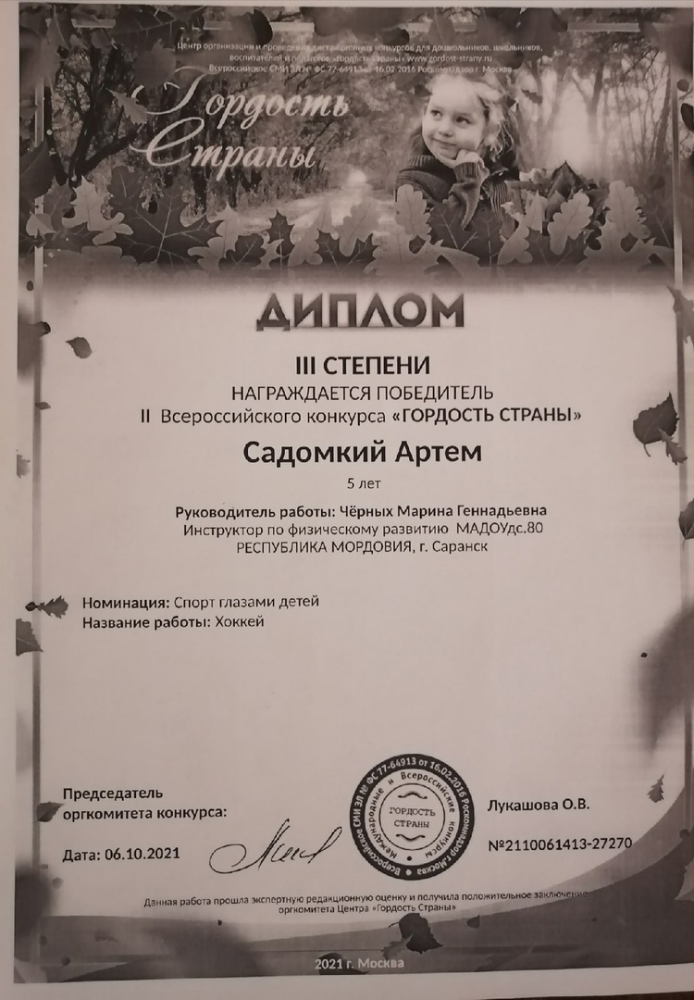 Центр организации и проведения дистанционных конкурсов для дошкольников, школьников,
воспитателей и педагогов «Гордость Страны» www.gordost-strany.ru
Всероссийское СМИ ЭЛ № ФС 77-64913 от 16.02.2016 Роскомнадзор г. Москва
Гордость
Страны
ДИПЛОМ
III СТЕПЕНИ
НАГРАЖДАЕТСЯ ПОБЕДИТЕЛЬ
II Всероссийского конкурса «ГОРДОСТЬ СТРАНЫ»
Садомкий Артем
5 лет
Руководитель работы: Чёрных Марина Геннадьевна
Инструктор по физическому развитию МАДОУдс.80
РЕСПУБЛИКА МОРДОВИЯ, г. Саранск
Номинация: Спорт глазами детей
Название работы: Хоккей
Председатель
оргкомитета конкурса:
Дата: 06.10.2021
Всероссийское СМИ ЭЛ № ФС 77-64913 от 16.02.2016 Роскомнадзор г.Москва
Международные и Всероссийские конкурсы
ГОРДОСТЬ
СТРАНЫ
Лукашова О.В.
№2110061413-27270
Данная работа прошла экспертную редакционную оценку и получила положительное заключение
оргкомитета Центра «Гордость Страны»
2021 г. Москва